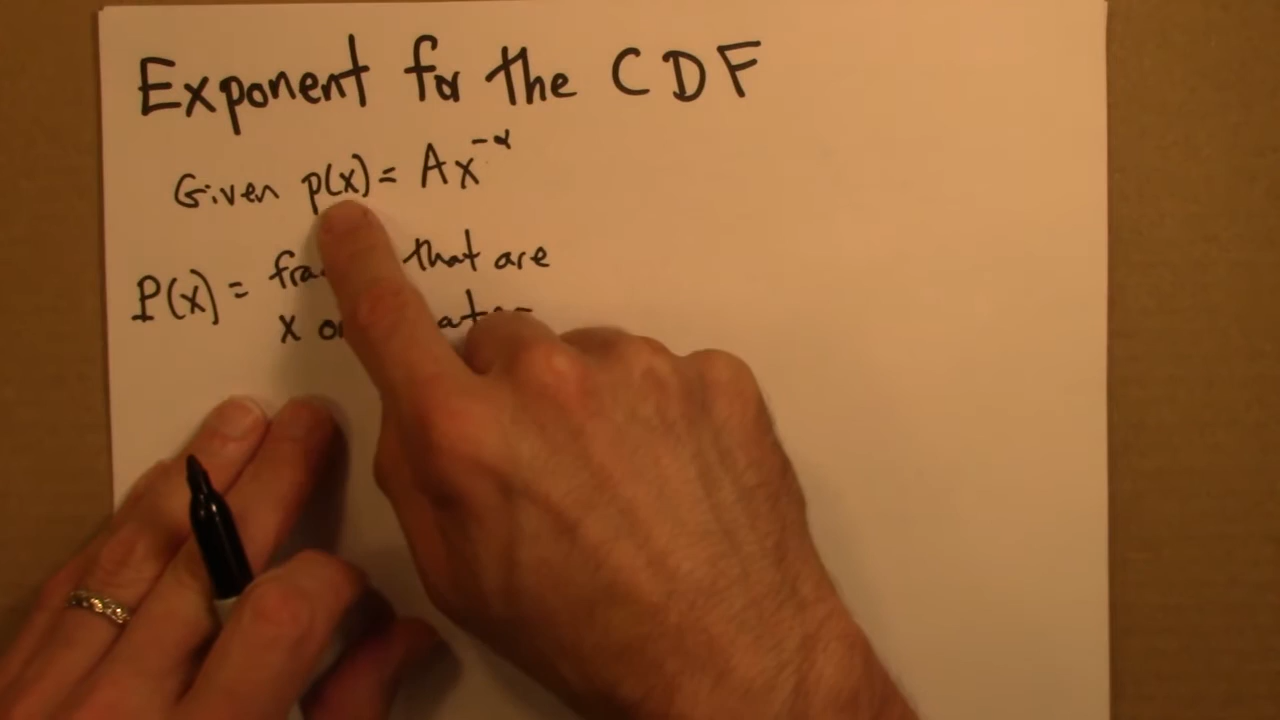 Exponent for the CDF
Given p(x) = Ax^{-α}
P(x) = that are
x